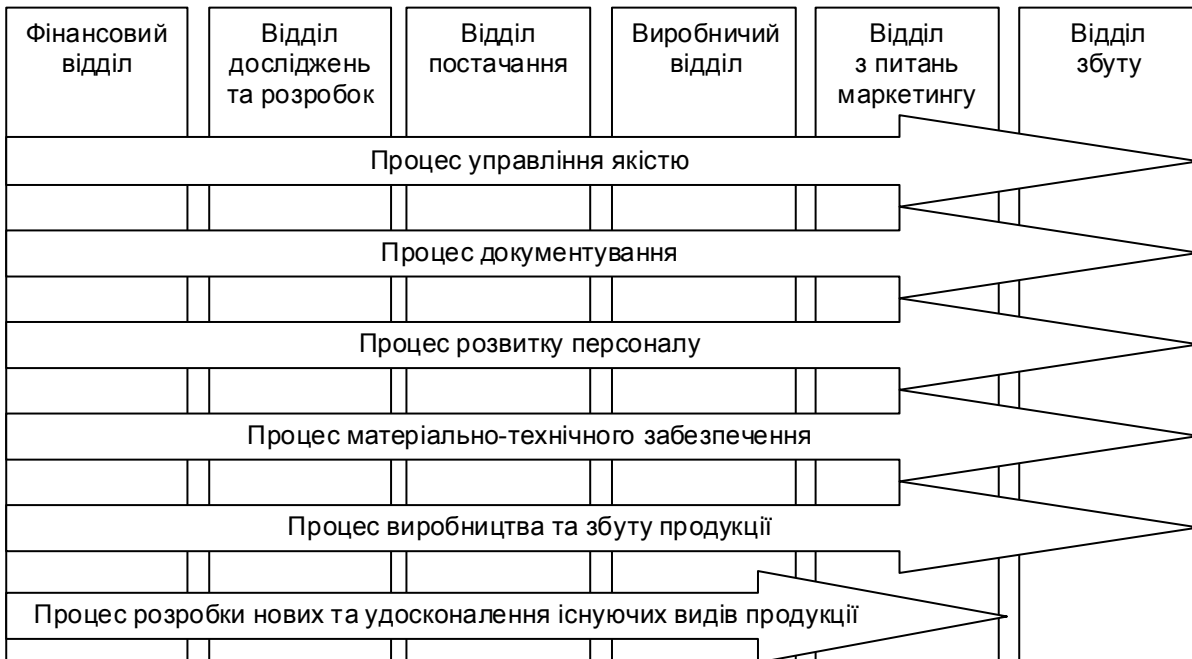 Фінансовий
відділ
Відділ
досліджень
та розробок
Відділ
постачання
Виробничий
відділ
Відділ
з питань
маркетингу
Відділ
збуту
Процес управління якістю
Процес документування
Процес розвитку персоналу
Процес матеріально-технічного забезпечення
Процес виробництва та збуту продукції
Процес розробки нових та удосконалення існуючих видів продукції